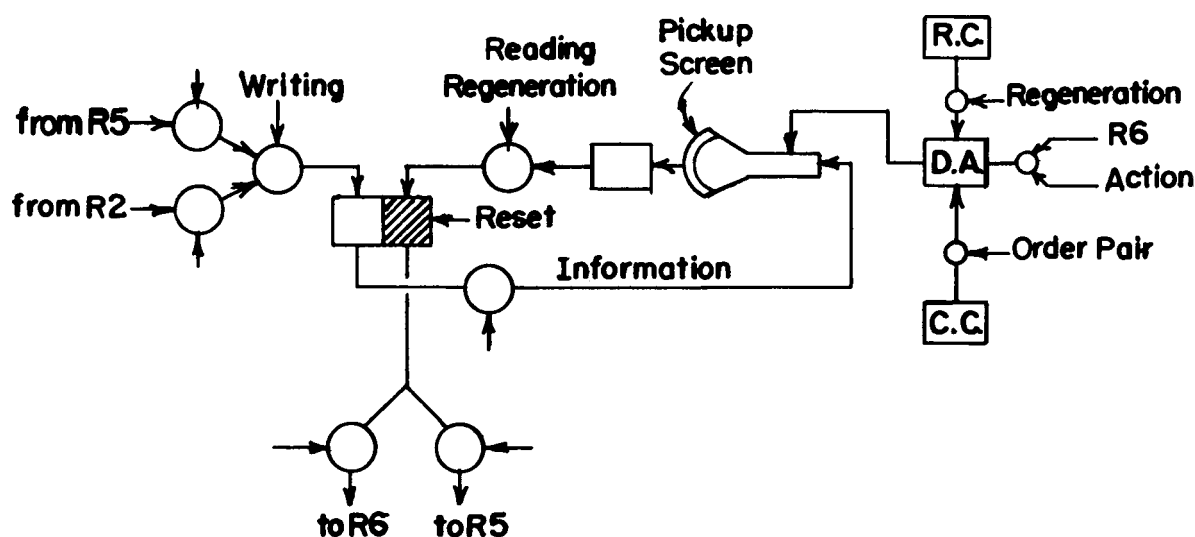 Writing
from R5
from R2
Reading
Regeneration
Pickup
Screen
R.C.
Regeneration
R6
D.A.
Action
Reset
Order Pair
Information
C.C.
to R6
to R5